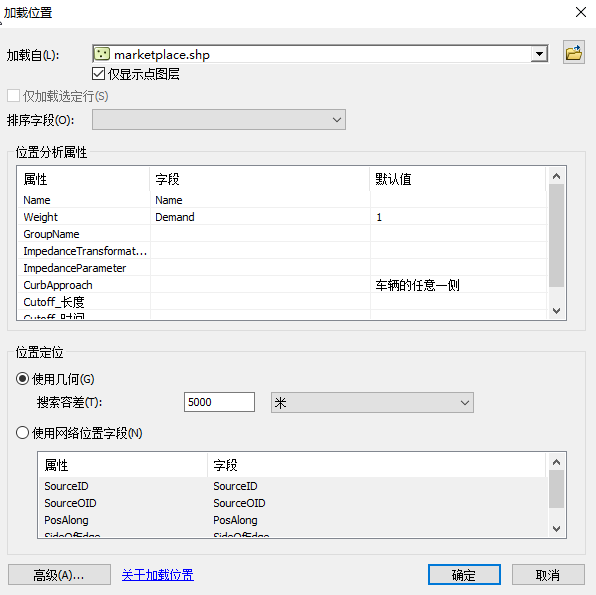 加载位置
加载自(L): marketplace.shp
仅显示点图层
仅加载选定行(S)
排序字段(O):
位置分析属性
属性 字段 默认值
Name Name
Weight Demand 1
GroupName
ImpedanceTransformat...
ImpedanceParameter
CurbApproach 车辆的任意一侧
Cutoff_长度
Cutoff_时间
位置定位
使用几何(G)
搜索容差(T): 5000 米
使用网络位置字段(N)
属性 字段
SourceID SourceID
SourceOID SourceOID
PosAlong PosAlong
SideOfEdge SideOfEdge
高级(A)... 关于加载位置 确定 取消